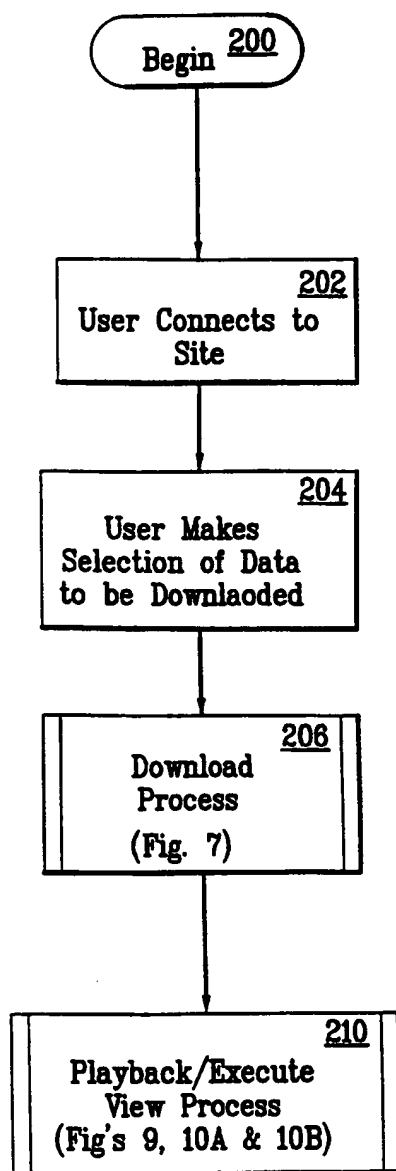 Begin 200
202
User Connects to
Site
204
User Makes
Selection of Data
to be Downlaoded
206
Download
Process
(Fig. 7)
210
Playback/Execute
View Process
(Fig's 9, 10A & 10B)